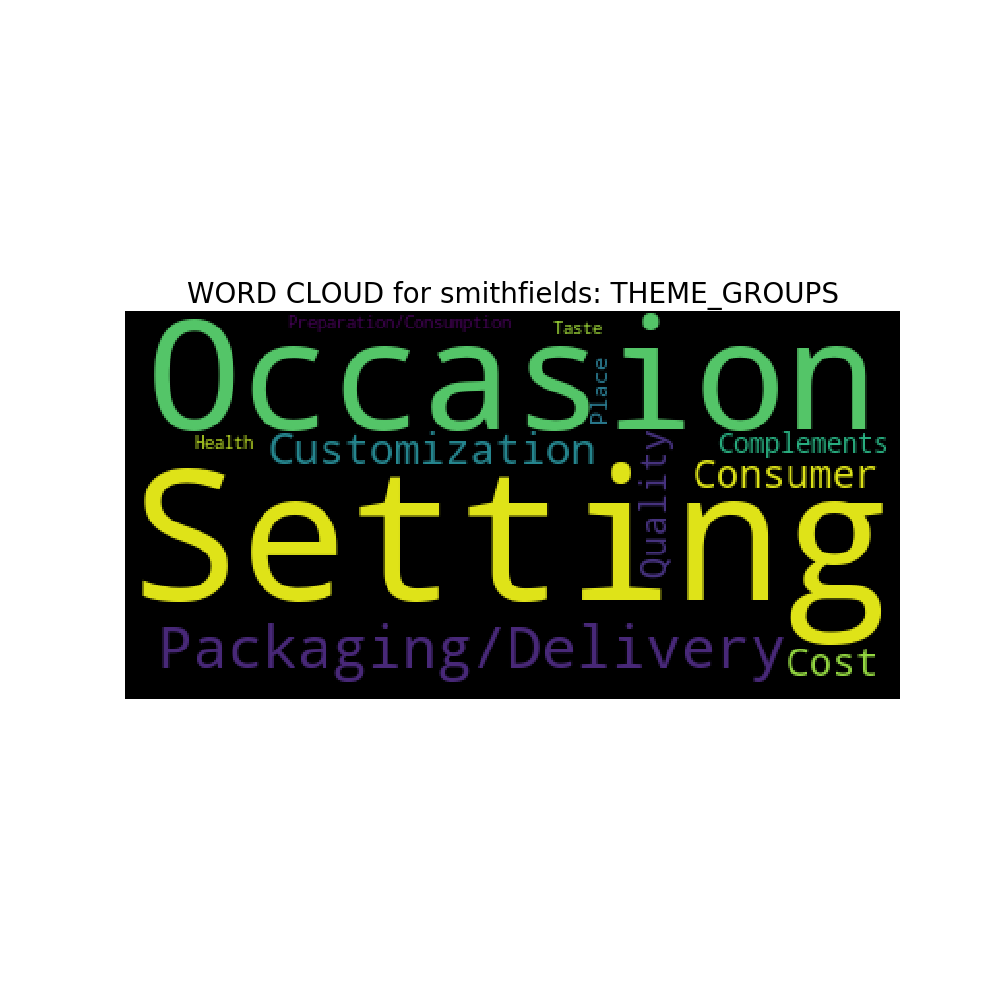 WORD CLOUD for smithfields: THEME_GROUPS
Preparation/Consumption
Taste
Occasion
Place
Health
Customization
Complements
Quality
Consumer
Setting
Packaging/Delivery
Cost